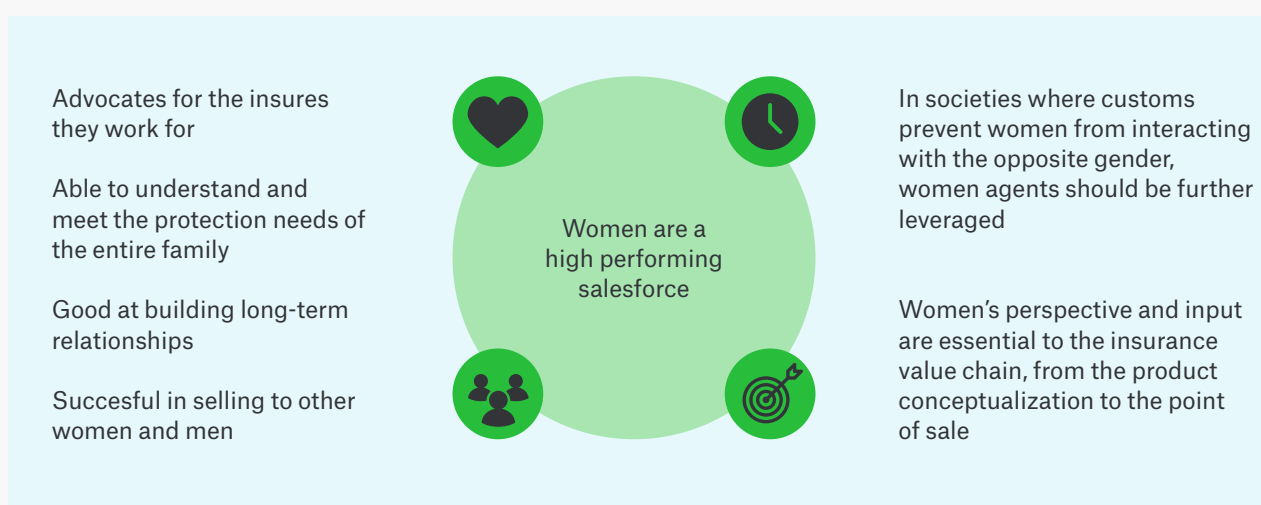 Advocates for the insures
they work for
Able to understand and
meet the protection needs of
the entire family
Good at building long-term
relationships
Succesful in selling to other
women and men
Women are a
high performing
salesforce
In societies where customs
prevent women from interacting
with the opposite gender,
women agents should be further
leveraged
Women’s perspective and input
are essential to the insurance
value chain, from the product
conceptualization to the point
of sale